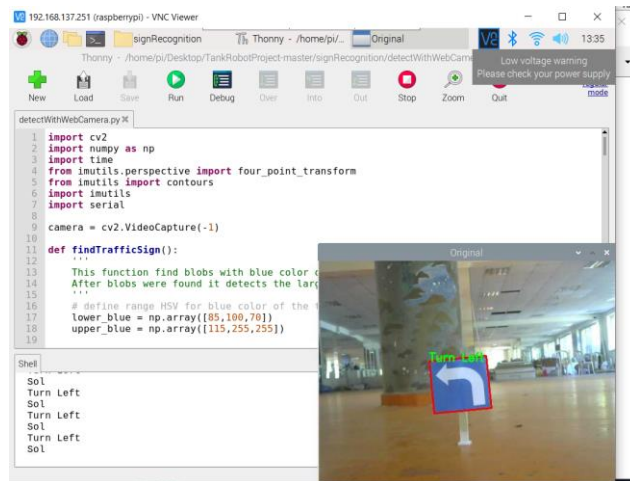 192.168.137.251 (raspberrypi) - VNC Viewer
signRecognition
Thonny - /home/pi/...
Original
13:35
Thonny - /home/pi/Desktop/TankRobotProject-master/signRecognition/detectWithWebCame
Low voltage warning
Please check your power supply
New Load Save Run Debug Over Into Out Stop Zoom Quit
regular
mode
detectWithWebCamera.py
1 import cv2
2 import numpy as np
3 import time
4 from imutils.perspective import four_point_transform
5 from imutils import contours
6 import imutils
7 import serial
8
9 camera = cv2.VideoCapture(-1)
10
11 def findTrafficSign():
12 '''
13 This function find blobs with blue color o
14 After blobs were found it detects the larg
15 '''
16 # define range HSV for blue color of the t
17 lower_blue = np.array([85,100,70])
18 upper_blue = np.array([115,255,255])
19
Original
Turn Left
Shell
Sol
Turn Left
Sol
Turn Left
Sol
Turn Left
Sol